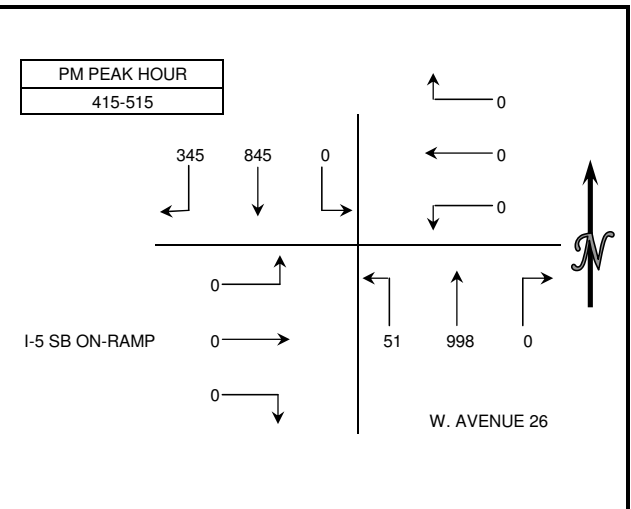 PM PEAK HOUR
415-515
0
345 845 0
0
0
0
N
I-5 SB ON-RAMP 0
51 998 0
0
W. AVENUE 26